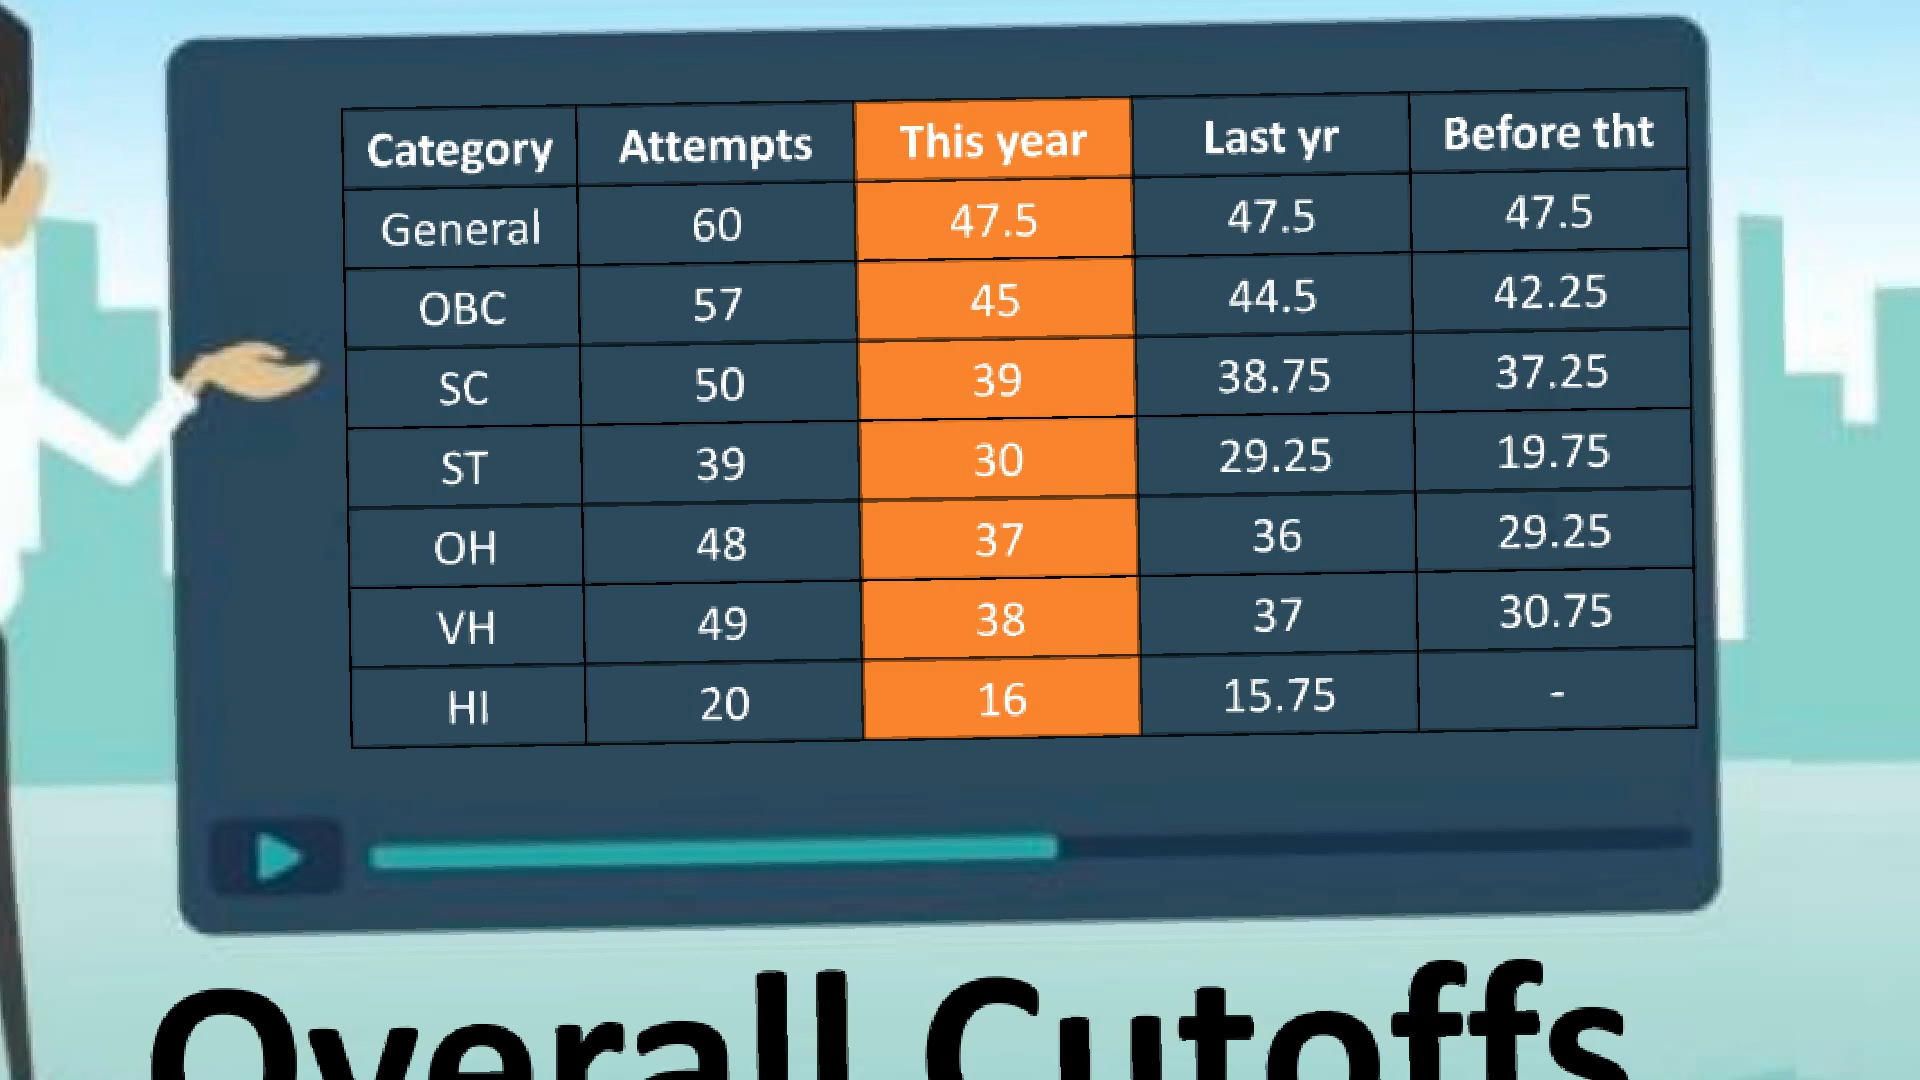 Category Attempts This year Last yr Before tht
General 60 47.5 47.5 47.5
OBC 57 45 44.5 42.25
SC 50 39 38.75 37.25
ST 39 30 29.25 19.75
OH 48 37 36 29.25
VH 49 38 37 30.75
HI 20 16 15.75 -
Overall Cutoffs